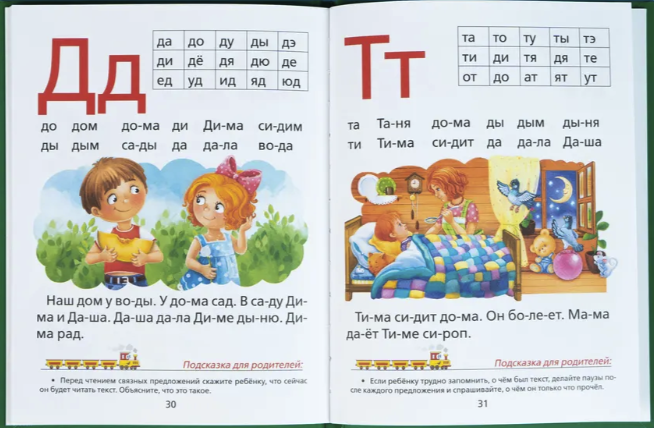 Дд
да до ду ды дэ
ди дё дя дю де
ед уд ид яд юд
до дом до-ма ди Ди-ма си-дим
ды дым са-ды да да-ла во-да
Наш дом у во-ды. У до-ма сад. В са-ду Ди-
ма и Да-ша. Да-ша да-ла Ди-ме ды-ню. Ди-
ма рад.
Подсказка для родителей:
• Перед чтением связных предложений скажите ребёнку, что сейчас
он будет читать текст. Объясните, что это такое.
30
Тт
та то ту ты тэ
ти ди тя дя те
от до ат ят ут
та Та-ня до-ма ды дым ды-ня
ти Ти-ма си-дит да да-ла Да-ша
Ти-ма си-дит до-ма. Он бо-ле-ет. Ма-ма
да-ёт Ти-ме си-роп.
Подсказка для родителей:
• Если ребёнку трудно запомнить, о чём был текст, делайте паузы по-
сле каждого предложения и спрашивайте, о чём он только что прочёл.
31